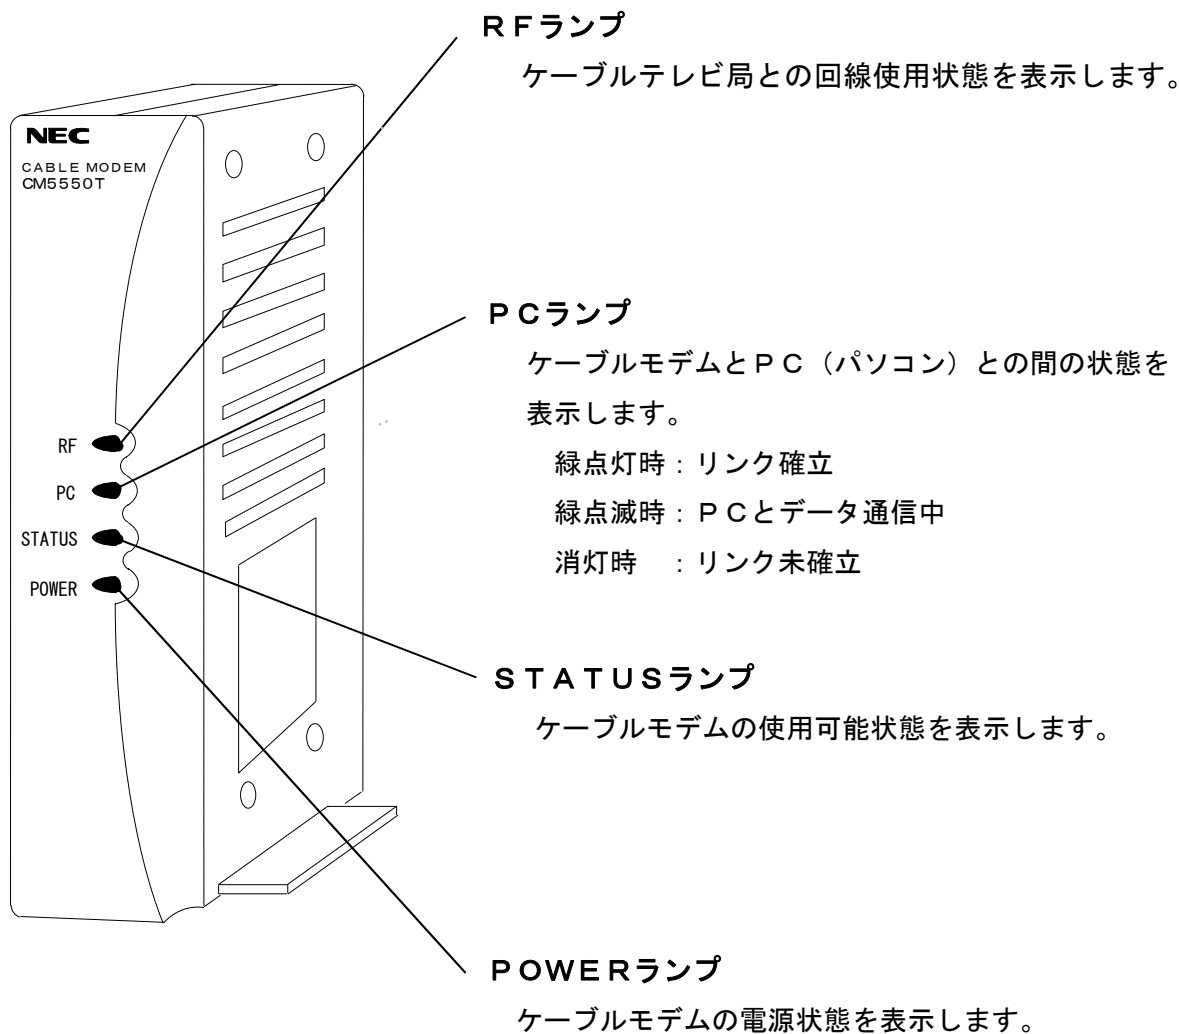 RFランプ
ケーブルテレビ局との回線使用状態を表示します。
NEC
CABLE MODEM
CM5550T
PCランプ
ケーブルモデムとPC（パソコン）との間の状態を
表示します。
緑点灯時：リンク確立
緑点滅時：PCとデータ通信中
消灯時　：リンク未確立
RF
PC
STATUS
POWER
STATUSランプ
ケーブルモデムの使用可能状態を表示します。
POWERランプ
ケーブルモデムの電源状態を表示します。